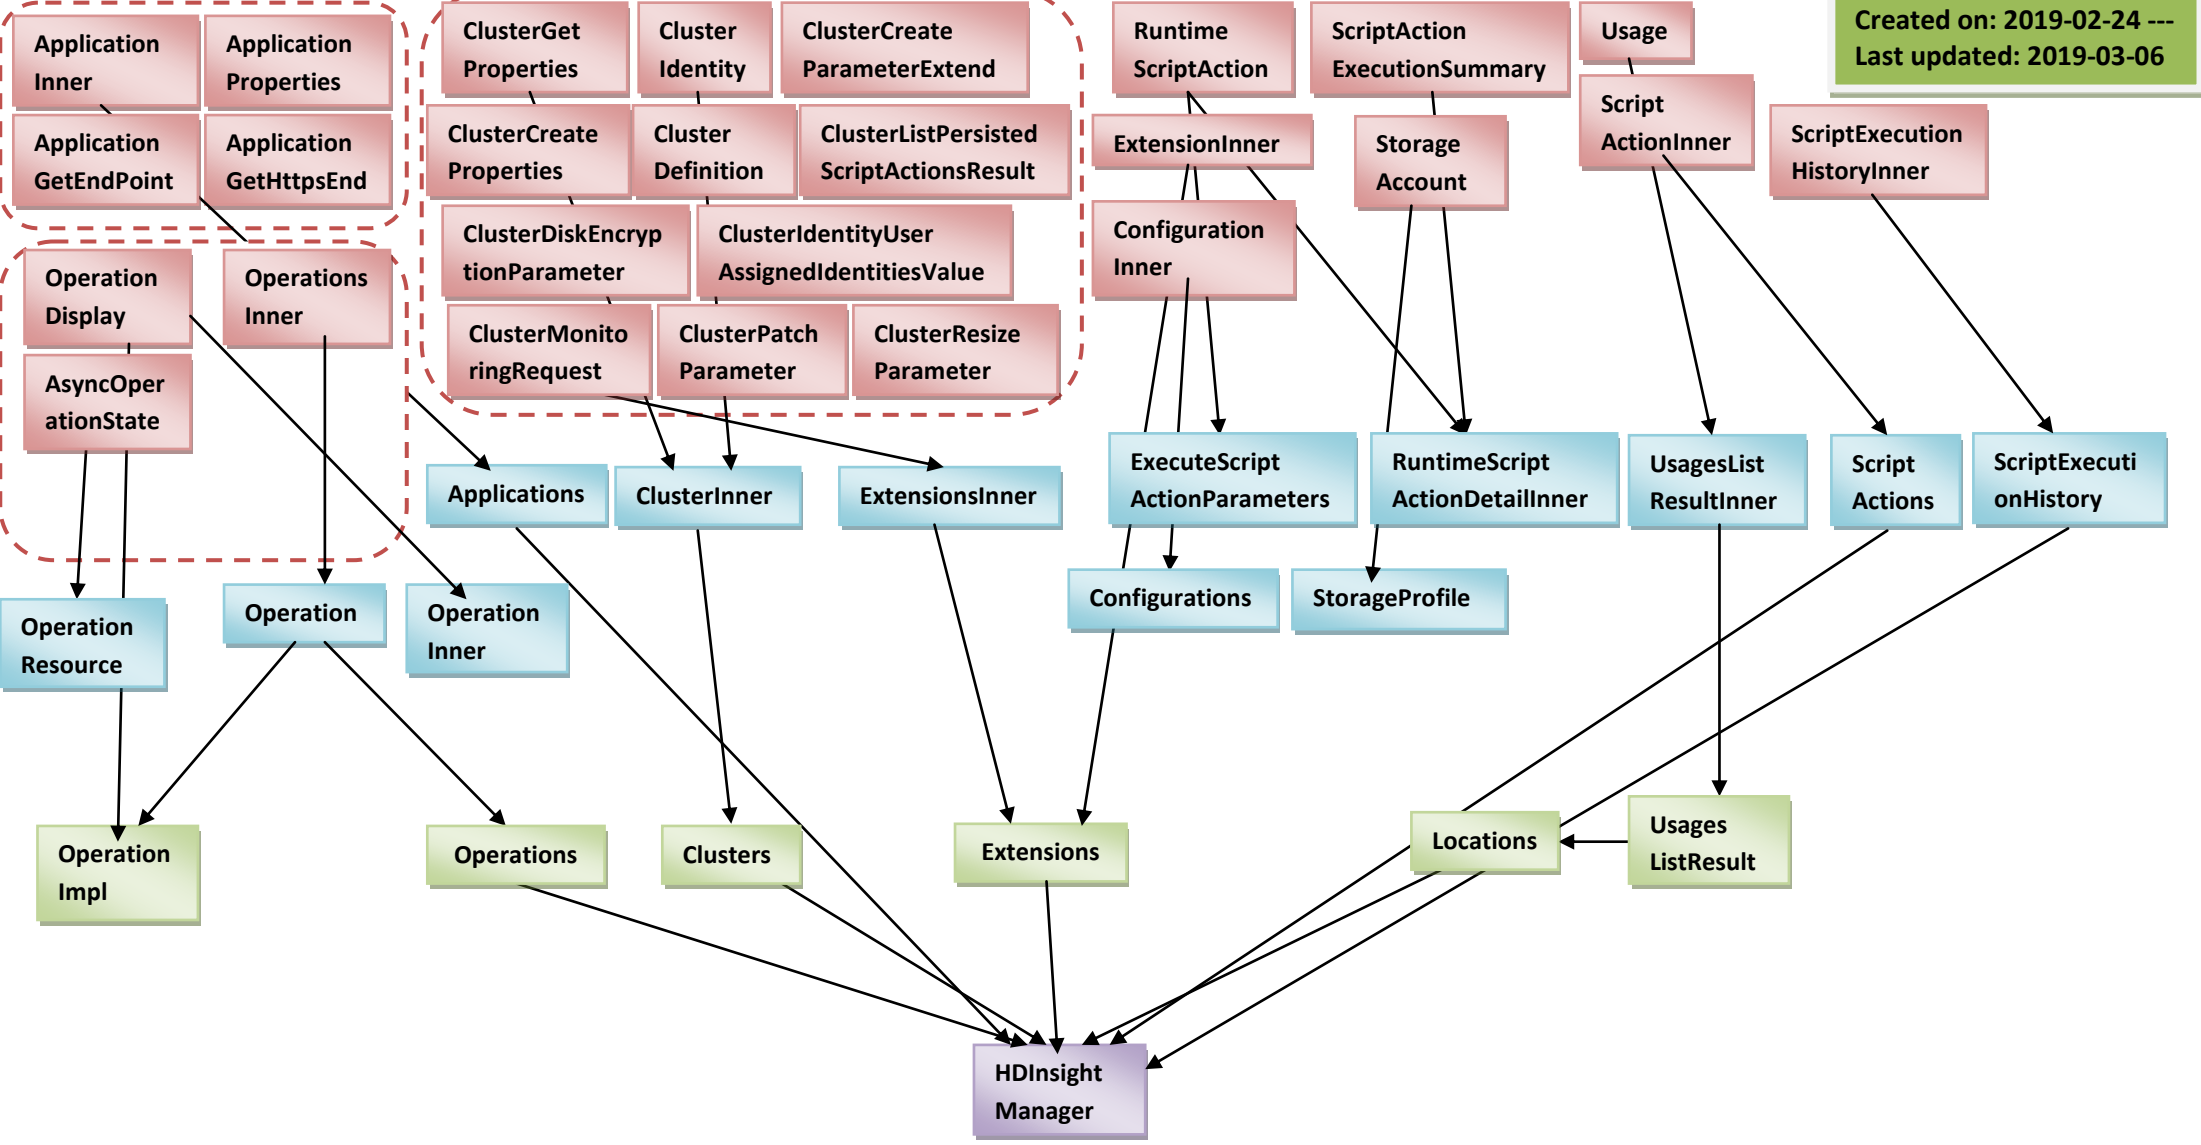 Application
Inner
Application
Properties
Application
GetEndPoint
Application
GetHttpsEnd
ClusterGet
Properties
Cluster
Identity
ClusterCreate
ParameterExtend
ClusterCreate
Properties
Cluster
Definition
ClusterListPersisted
ScriptActionsResult
ClusterDiskEncryp
tionParameter
ClusterIdentityUser
AssignedIdentitiesValue
ClusterMonito
ringRequest
ClusterPatch
Parameter
ClusterResize
Parameter
Runtime
ScriptAction
ScriptAction
ExecutionSummary
Usage
Created on: 2019-02-24 ---
Last updated: 2019-03-06
ExtensionInner
Storage
Account
Script
ActionInner
ScriptExecution
HistoryInner
Configuration
Inner
Operation
Display
Operations
Inner
AsyncOper
ationState
Applications
ClusterInner
ExtensionsInner
ExecuteScript
ActionParameters
RuntimeScript
ActionDetailInner
UsagesList
ResultInner
Script
Actions
ScriptExecuti
onHistory
Operation
Resource
Operation
Operation
Inner
Configurations
StorageProfile
Operation
Impl
Operations
Clusters
Extensions
Locations
Usages
ListResult
HDInsight
Manager